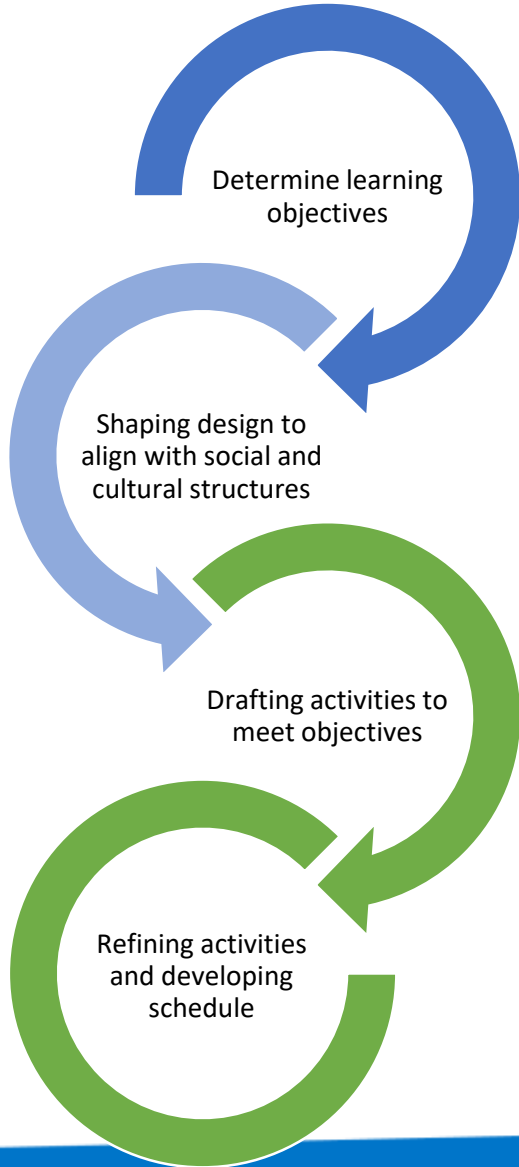 Determine learning
objectives
Shaping design to
align with social and
cultural structures
Drafting activities to
meet objectives
Refining activities
and developing
schedule